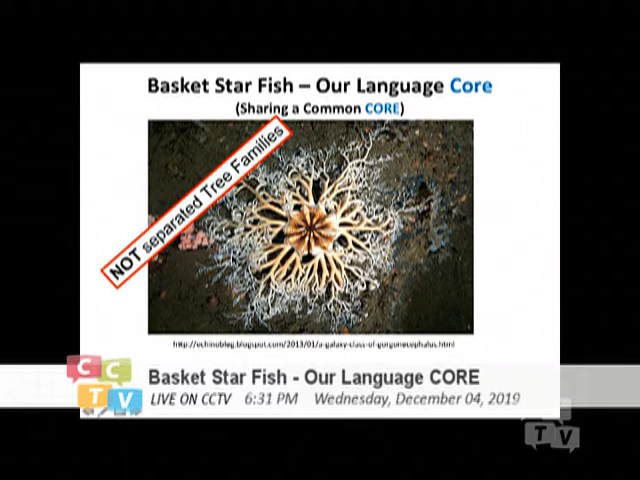 Basket Star Fish – Our Language Core
(Sharing a Common CORE)
NOT separated Tree Families
http://echinoblog.blogspot.com/2013/01/a-galaxy-class-of-gorgonocephalus.html
CC
TV
Basket Star Fish - Our Language CORE
LIVE ON CCTV 6:31 PM Wednesday, December 04, 2019
TV